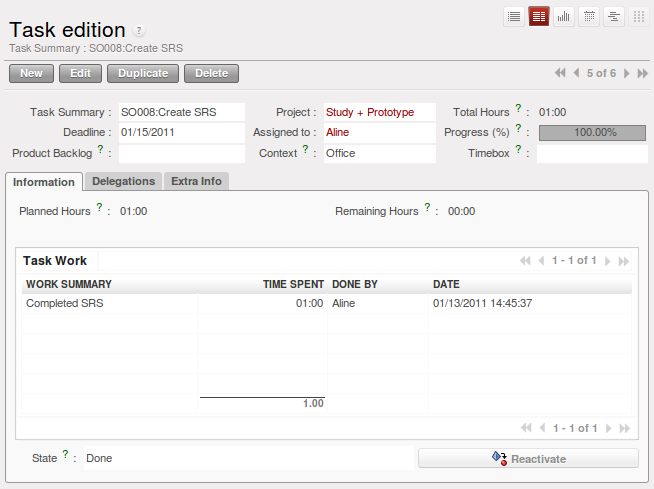 Task edition ?
Task Summary : SO008:Create SRS
New Edit Duplicate Delete 5 of 6
Task Summary : SO008:Create SRS Project : Study + Prototype Total Hours ? : 01:00
Deadline : 01/15/2011 Assigned to : Aline Progress (%) ? : 100.00%
Product Backlog ? : Context ? : Office Timebox ? :
Information Delegations Extra Info
Planned Hours ? : 01:00 Remaining Hours ? : 00:00
Task Work 1 - 1 of 1
WORK SUMMARY TIME SPENT DONE BY DATE
Completed SRS 01:00 Aline 01/13/2011 14:45:37
1.00
1 - 1 of 1
State ? : Done Reactivate